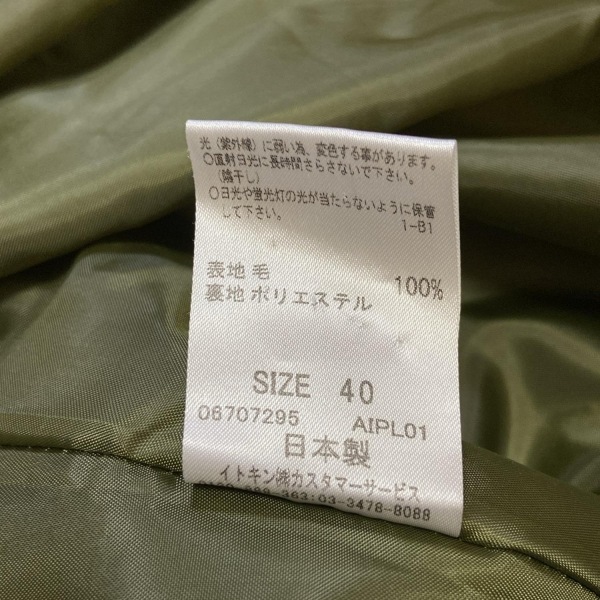 光(紫外線)に弱い為、変色する事があります。
○直射日光に長時間さらさないで下さい。
(陰干し)
○日光や蛍光灯の光が当たらないように保管
して下さい。
1-B1
表地 毛 100%
裏地 ポリエステル
SIZE 40
06707295 AIPL01
日本製
イトキン㈱カスタマーサービス
363:03-3478-8088